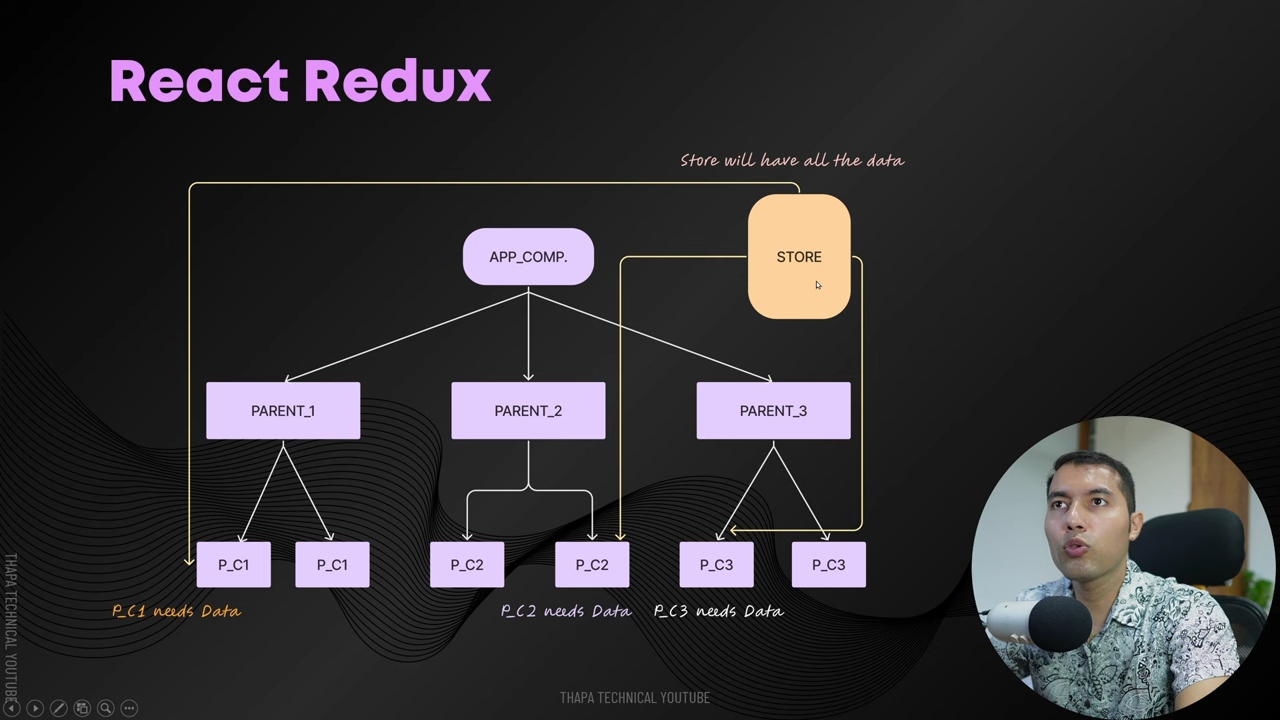 React Redux
Store will have all the data
APP_COMP.
STORE
PARENT_1
PARENT_2
PARENT_3
P_C1
P_C1
P_C2
P_C2
P_C3
P_C3
P_C1 needs Data
P_C2 needs Data
P_C3 needs Data
THAPA TECHNICAL YOUTUBE
THAPA TECHNICAL YOUTUBE